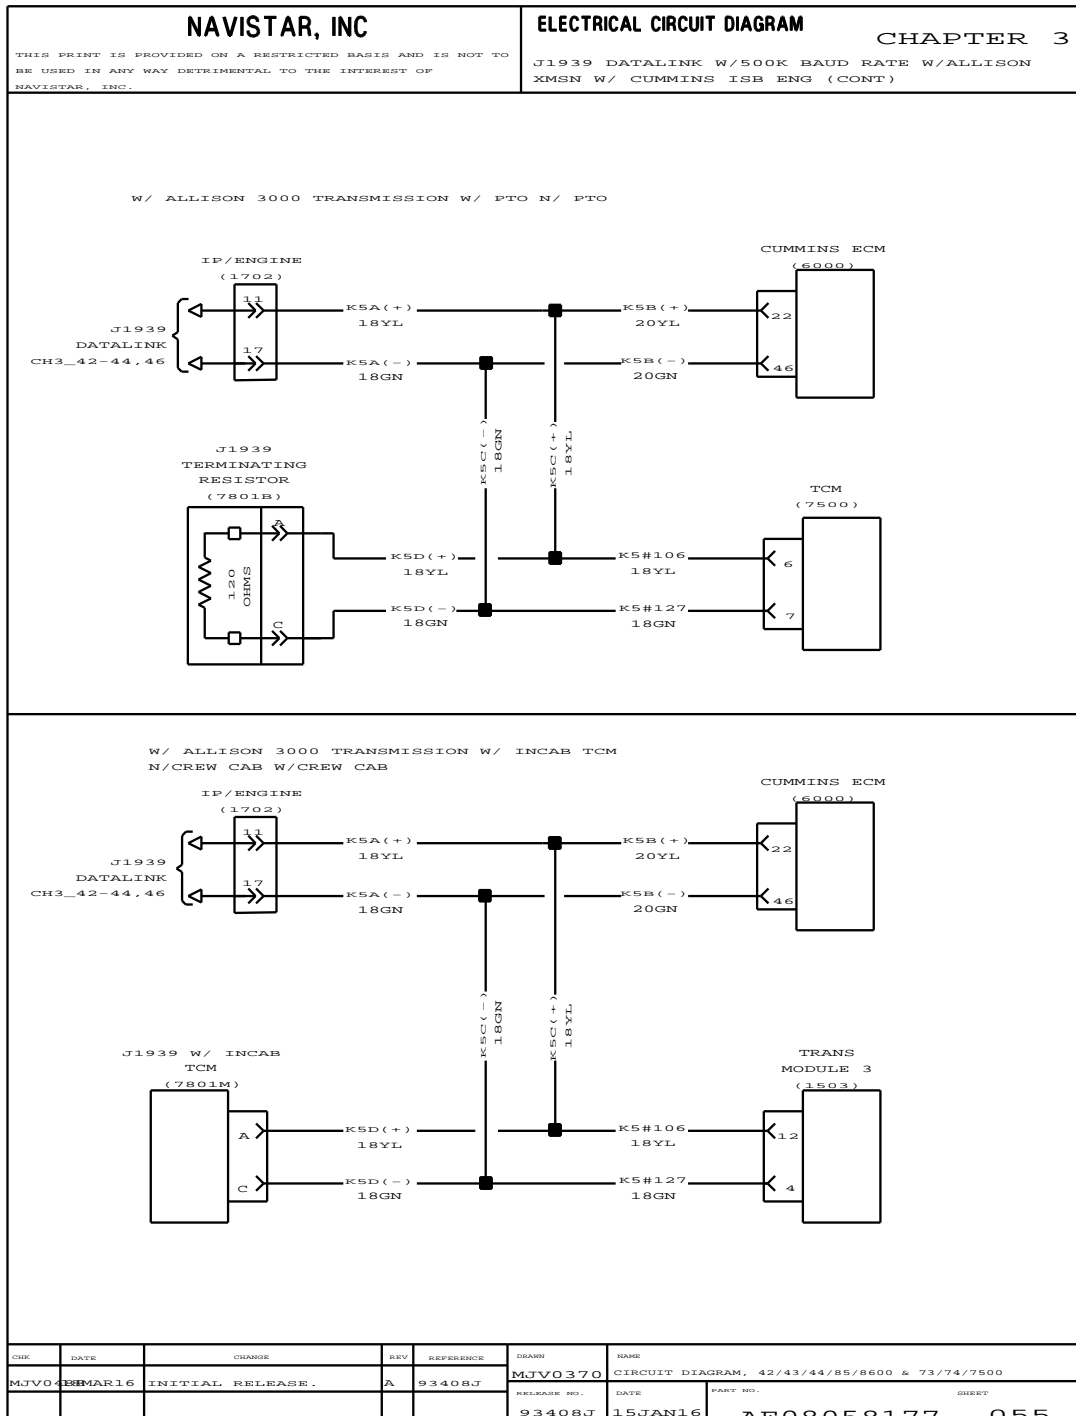 NAVISTAR, INC
THIS PRINT IS PROVIDED ON A RESTRICTED BASIS AND IS NOT TO
BE USED IN ANY WAY DETRIMENTAL TO THE INTEREST OF
NAVISTAR, INC.
ELECTRICAL CIRCUIT DIAGRAM
CHAPTER 3
J1939 DATALINK W/500K BAUD RATE W/ALLISON
XMSN W/ CUMMINS ISB ENG (CONT)
W/ ALLISON 3000 TRANSMISSION W/ PTO N/ PTO
IP/ENGINE
(1702)
CUMMINS ECM
(6000)
11
K5A(+)
18YL
K5B(+)
20YL
22
J1939
DATALINK
CH3_42-44,46
17
K5A(-)
18GN
K5B(-)
20GN
46
K5C(-)
18GN
K5C(+)
18YL
J1939
TERMINATING
RESISTOR
(7801B)
TCM
(7500)
A
120
OHMS
K5D(+)
18YL
K5#106
18YL
6
C
K5D(-)
18GN
K5#127
18GN
7
W/ ALLISON 3000 TRANSMISSION W/ INCAB TCM
N/CREW CAB W/CREW CAB
IP/ENGINE
(1702)
CUMMINS ECM
(6000)
11
K5A(+)
18YL
K5B(+)
20YL
22
J1939
DATALINK
CH3_42-44,46
17
K5A(-)
18GN
K5B(-)
20GN
46
K5C(-)
18GN
K5C(+)
18YL
J1939 W/ INCAB
TCM
(7801M)
TRANS
MODULE 3
(1503)
A
K5D(+)
18YL
K5#106
18YL
12
C
K5D(-)
18GN
K5#127
18GN
4
CHK DATE CHANGE REV REFERENCE
INITIAL RELEASE. A 93408J
DRAWN
MJV0370
NAME
CIRCUIT DIAGRAM, 42/43/44/85/8600 & 73/74/7500
RELEASE NO.
93408J
DATE
15JAN16
PART NO.
AE08058177
SHEET
055